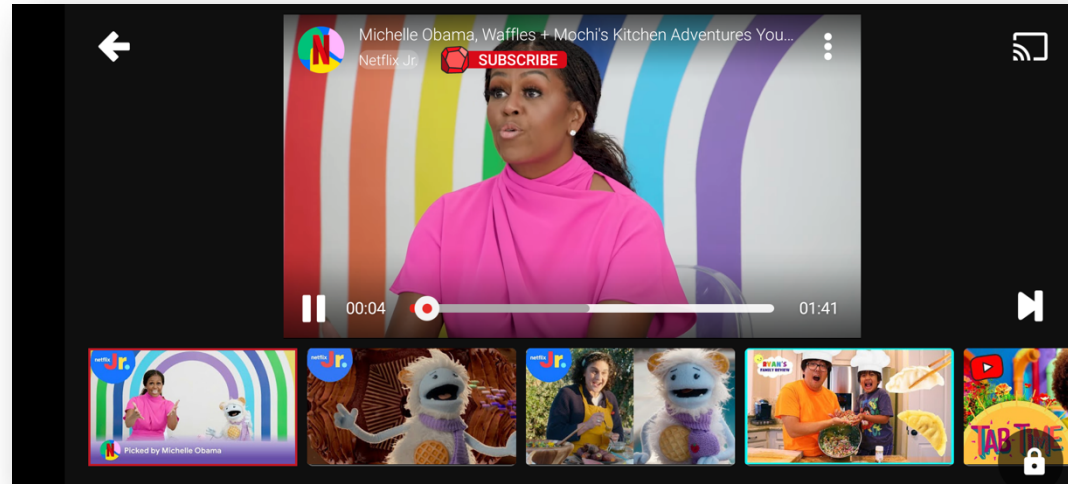 Michelle Obama, Waffles + Mochi's Kitchen Adventures You...
Netflix Jr.
SUBSCRIBE
00:04
01:41
netflix Jr.
N Picked by Michelle Obama
netflix Jr.
netflix Jr.
RYAN'S
FAMILY REVIEW
TAB TIME